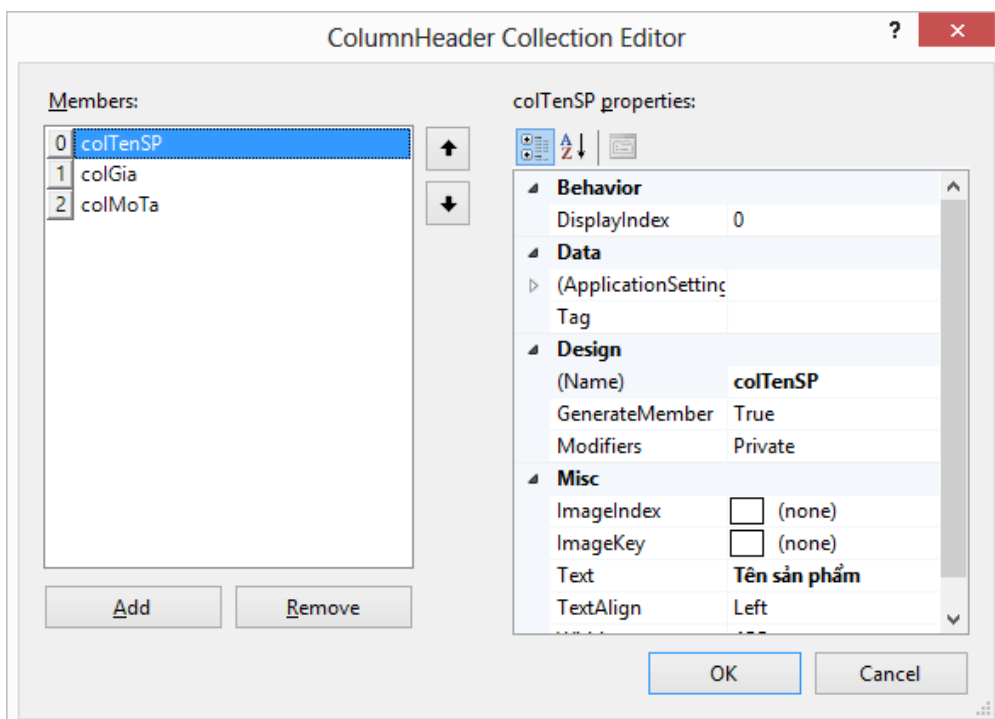 ColumnHeader Collection Editor
?
Members:
0 colTenSP
1 colGia
2 colMoTa
Add
Remove
colTenSP properties:
Behavior
DisplayIndex 0
Data
(ApplicationSetting
Tag
Design
(Name) colTenSP
GenerateMember True
Modifiers Private
Misc
ImageIndex (none)
ImageKey (none)
Text Tên sản phẩm
TextAlign Left
OK
Cancel